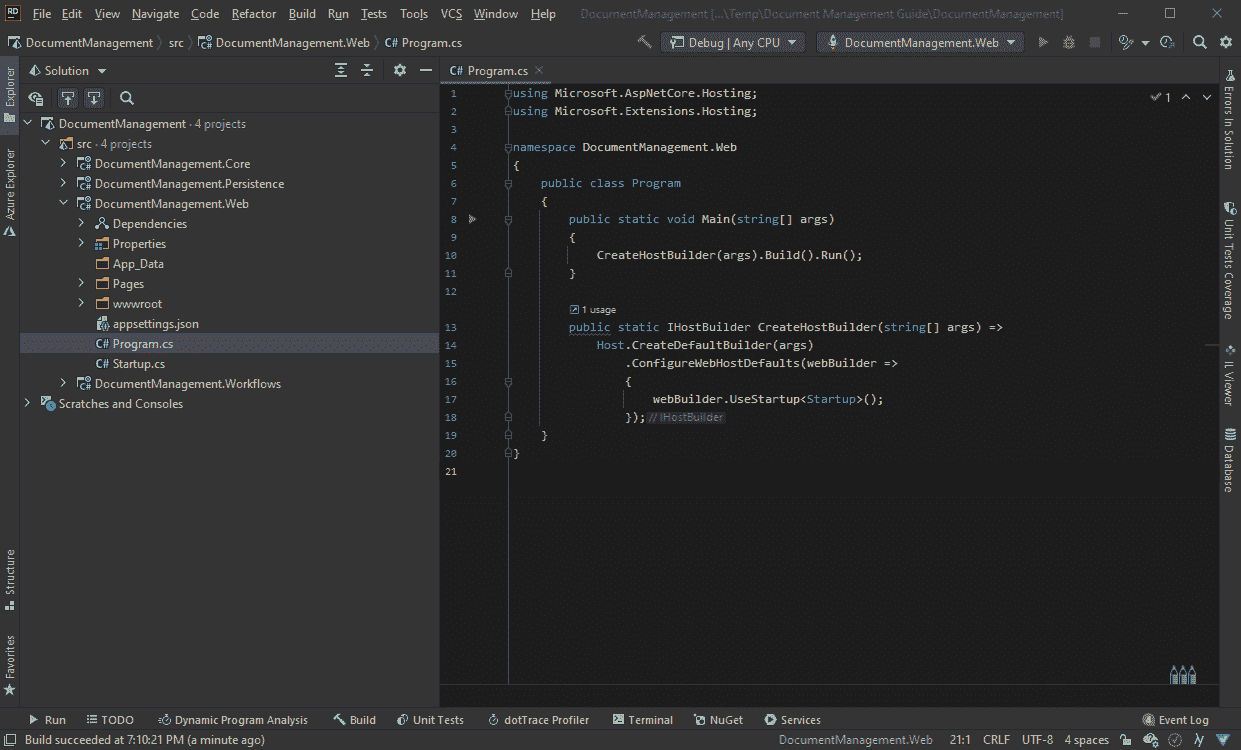 RD File Edit View Navigate Code Refactor Build Run Tests Tools VCS Window Help DocumentManagement [...\Temp\Document Management Guide\DocumentManagement]
DocumentManagement src DocumentManagement.Web C# Program.cs Debug | Any CPU DocumentManagement.Web
Explorer
Azure Explorer
Structure
Favorites
Solution
DocumentManagement · 4 projects
src · 4 projects
C# DocumentManagement.Core
C# DocumentManagement.Persistence
C# DocumentManagement.Web
Dependencies
Properties
App_Data
Pages
wwwroot
appsettings.json
C# Program.cs
C# Startup.cs
C# DocumentManagement.Workflows
Scratches and Consoles
C# Program.cs
1
1 using Microsoft.AspNetCore.Hosting;
2 using Microsoft.Extensions.Hosting;
3
4 namespace DocumentManagement.Web
5 {
6 public class Program
7 {
8 public static void Main(string[] args)
9 {
10 CreateHostBuilder(args).Build().Run();
11 }
12
1 usage
13 public static IHostBuilder CreateHostBuilder(string[] args) =>
14 Host.CreateDefaultBuilder(args)
15 .ConfigureWebHostDefaults(webBuilder =>
16 {
17 webBuilder.UseStartup<Startup>();
18 }); // IHostBuilder
19 }
20 }
21
Errors In Solution
Unit Tests Coverage
IL Viewer
Database
Run TODO Dynamic Program Analysis Build Unit Tests dotTrace Profiler Terminal NuGet Services Event Log
Build succeeded at 7:10:21 PM (a minute ago) DocumentManagement.Web 21:1 CRLF UTF-8 4 spaces